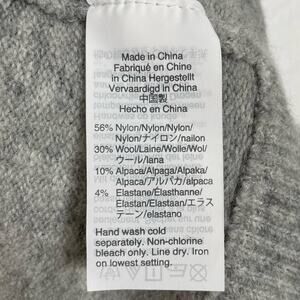 Made in China
Fabriqué en Chine
in China Hergestellt
Vervaardigd in China
中国製
Hecho en China
56% Nylon/Nylon/Nylon/
Nylon/ナイロン/nailon
30% Wool/Laine/Wolle/Wol/
ウール/lana
10% Alpaca/Alpaga/Alpaka/
Alpaca/アルパカ/alpaca
4% Elastane/Élasthanne/
Elastan/Elastaan/エラス
テーン/elastano
Hand wash cold
separately. Non-chlorine
bleach only. Line dry. Iron
on lowest setting.